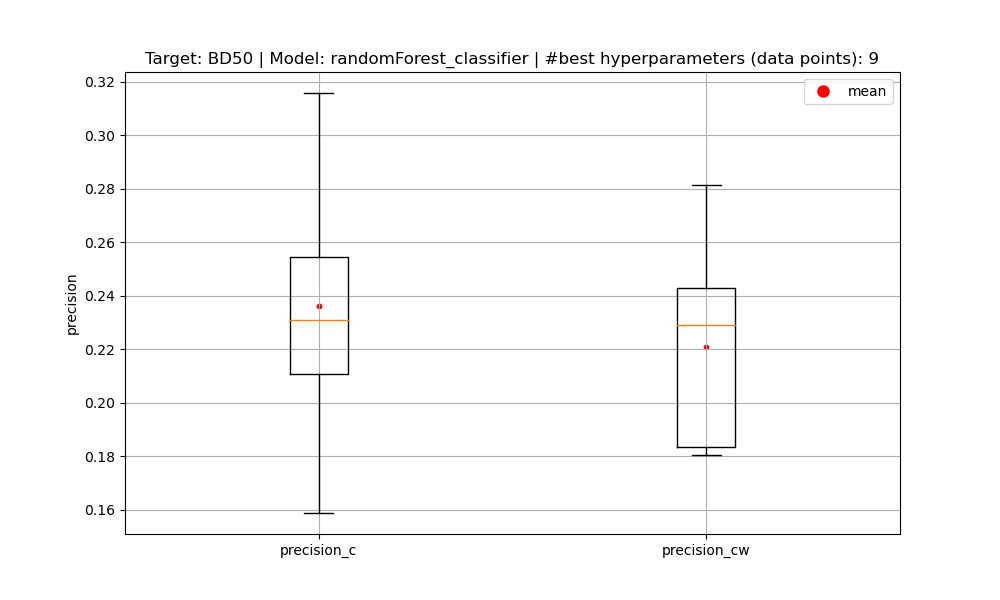 Target: BD50 | Model: randomForest_classifier | #best hyperparameters (data points): 9
mean
precision
0.32
0.30
0.28
0.26
0.24
0.22
0.20
0.18
0.16
precision_c
precision_cw